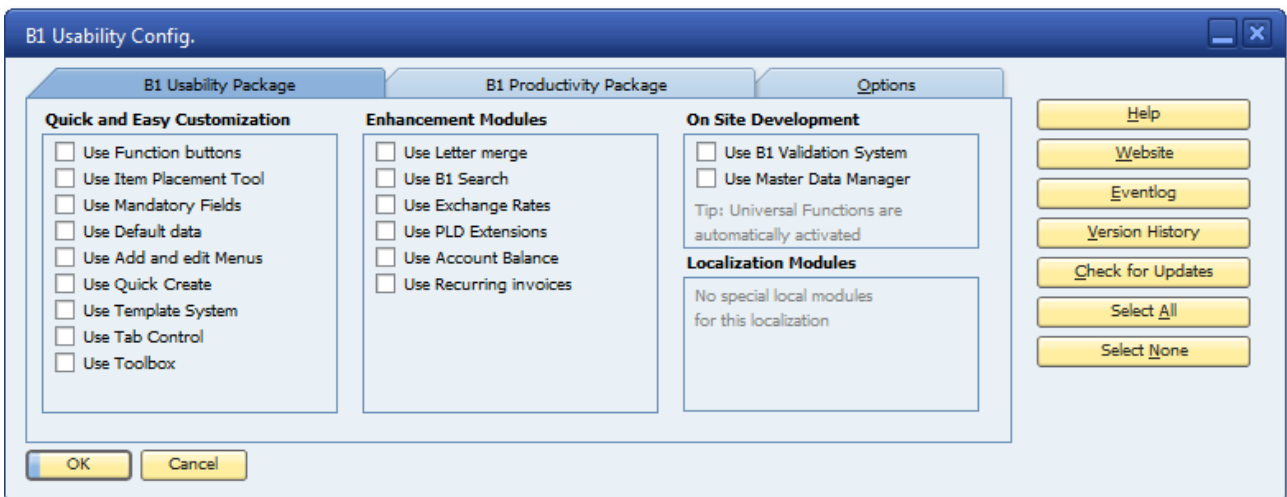 B1 Usability Config.
B1 Usability Package
B1 Productivity Package
Options
Quick and Easy Customization
Use Function buttons
Use Item Placement Tool
Use Mandatory Fields
Use Default data
Use Add and edit Menus
Use Quick Create
Use Template System
Use Tab Control
Use Toolbox
Enhancement Modules
Use Letter merge
Use B1 Search
Use Exchange Rates
Use PLD Extensions
Use Account Balance
Use Recurring invoices
On Site Development
Use B1 Validation System
Use Master Data Manager
Tip: Universal Functions are
automatically activated
Localization Modules
No special local modules
for this localization
Help
Website
Eventlog
Version History
Check for Updates
Select All
Select None
OK
Cancel